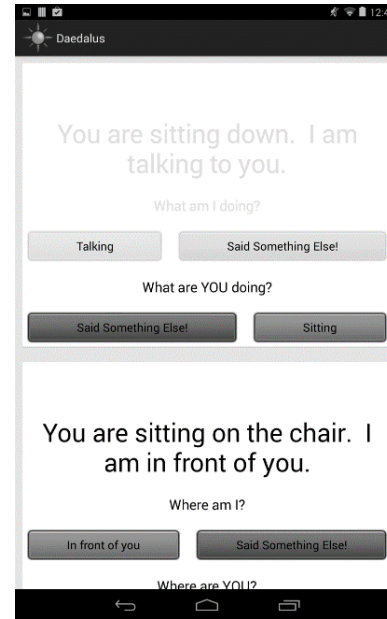 12:4
Daedalus
You are sitting down. I am
talking to you.
What am I doing?
Talking Said Something Else!
What are YOU doing?
Said Something Else! Sitting
You are sitting on the chair. I
am in front of you.
Where am I?
In front of you Said Something Else!
Where are YOU?